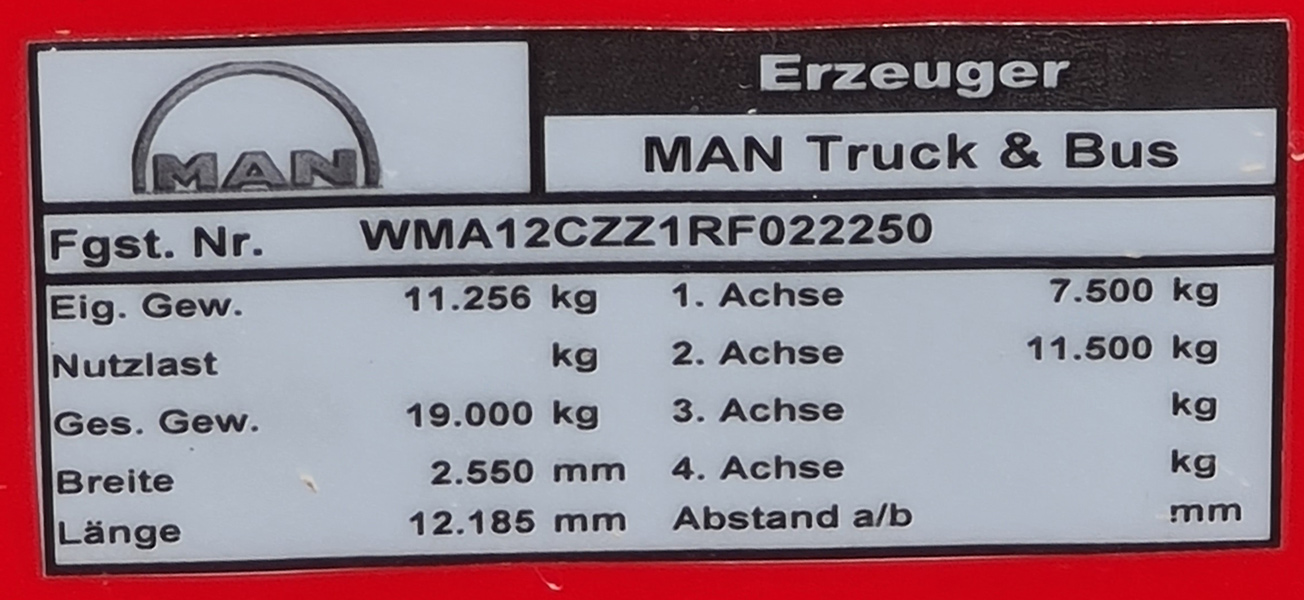 MAN
Erzeuger
MAN Truck & Bus
Fgst. Nr. WMA12CZZ1RF022250
Eig. Gew. 11.256 kg 1. Achse 7.500 kg
Nutzlast kg 2. Achse 11.500 kg
Ges. Gew. 19.000 kg 3. Achse kg
Breite 2.550 mm 4. Achse kg
Länge 12.185 mm Abstand a/b mm